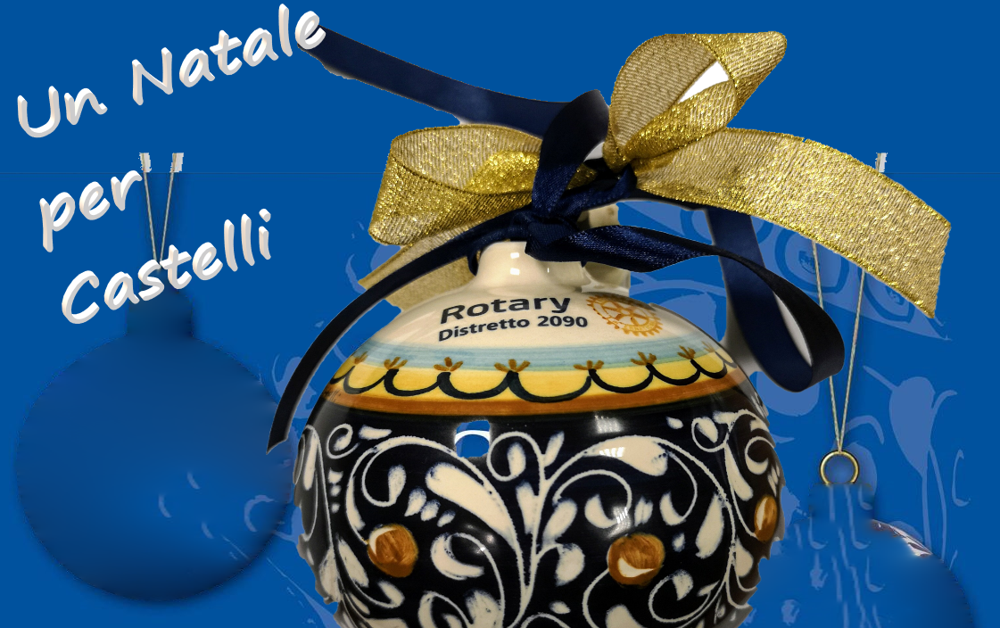 Un Natale
per
Castelli
Rotary
Distretto 2090